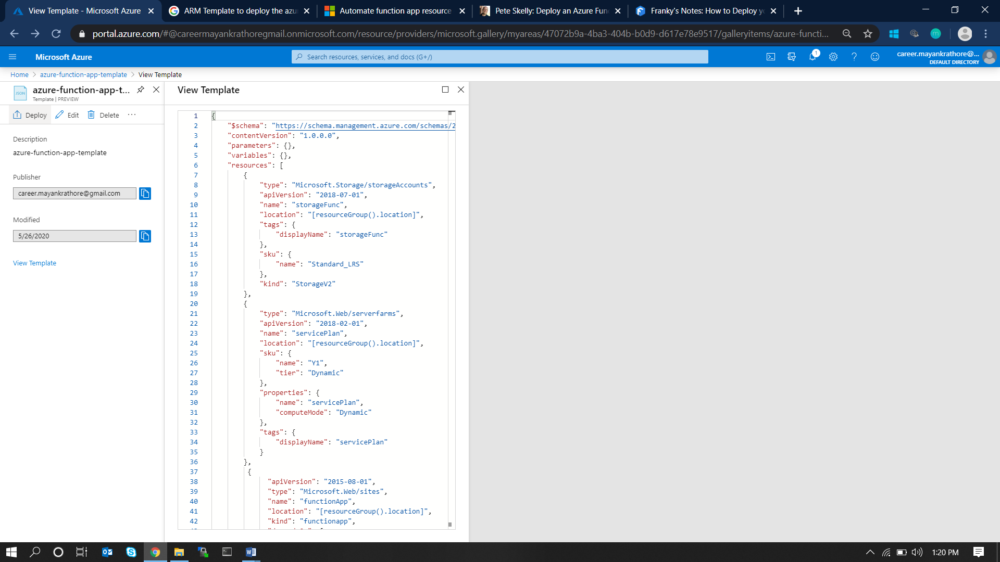 View Template - Microsoft Azure
ARM Template to deploy the azu
Automate function app resource
Pete Skelly: Deploy an Azure Fun
Franky's Notes: How to Deploy yo
portal.azure.com/#@careermayankrathoregmail.onmicrosoft.com/resource/providers/microsoft.gallery/myareas/47072b9a-4ba3-404b-b0d9-d617e78e9517/galleryitems/azure-functi...
m
Microsoft Azure
Search resources, services, and docs (G+/)
1
career.mayankrathore@...
DEFAULT DIRECTORY
Home > azure-function-app-template > View Template
JSON
azure-function-app-t...
Template | PREVIEW
Deploy
Edit
Delete
...
Description
azure-function-app-template
Publisher
career.mayankrathore@gmail.com
Modified
5/26/2020
View Template
View Template
1 {
2 "$schema": "https://schema.management.azure.com/schemas/2
3 "contentVersion": "1.0.0.0",
4 "parameters": {},
5 "variables": {},
6 "resources": [
7 {
8 "type": "Microsoft.Storage/storageAccounts",
9 "apiVersion": "2018-07-01",
10 "name": "storageFunc",
11 "location": "[resourceGroup().location]",
12 "tags": {
13 "displayName": "storageFunc"
14 },
15 "sku": {
16 "name": "Standard_LRS"
17 },
18 "kind": "StorageV2"
19 },
20 {
21 "type": "Microsoft.Web/serverfarms",
22 "apiVersion": "2018-02-01",
23 "name": "servicePlan",
24 "location": "[resourceGroup().location]",
25 "sku": {
26 "name": "Y1",
27 "tier": "Dynamic"
28 },
29 "properties": {
30 "name": "servicePlan",
31 "computeMode": "Dynamic"
32 },
33 "tags": {
34 "displayName": "servicePlan"
35 }
36 },
37 {
38 "apiVersion": "2015-08-01",
39 "type": "Microsoft.Web/sites",
40 "name": "functionApp",
41 "location": "[resourceGroup().location]",
42 "kind": "functionapp",
1:20 PM